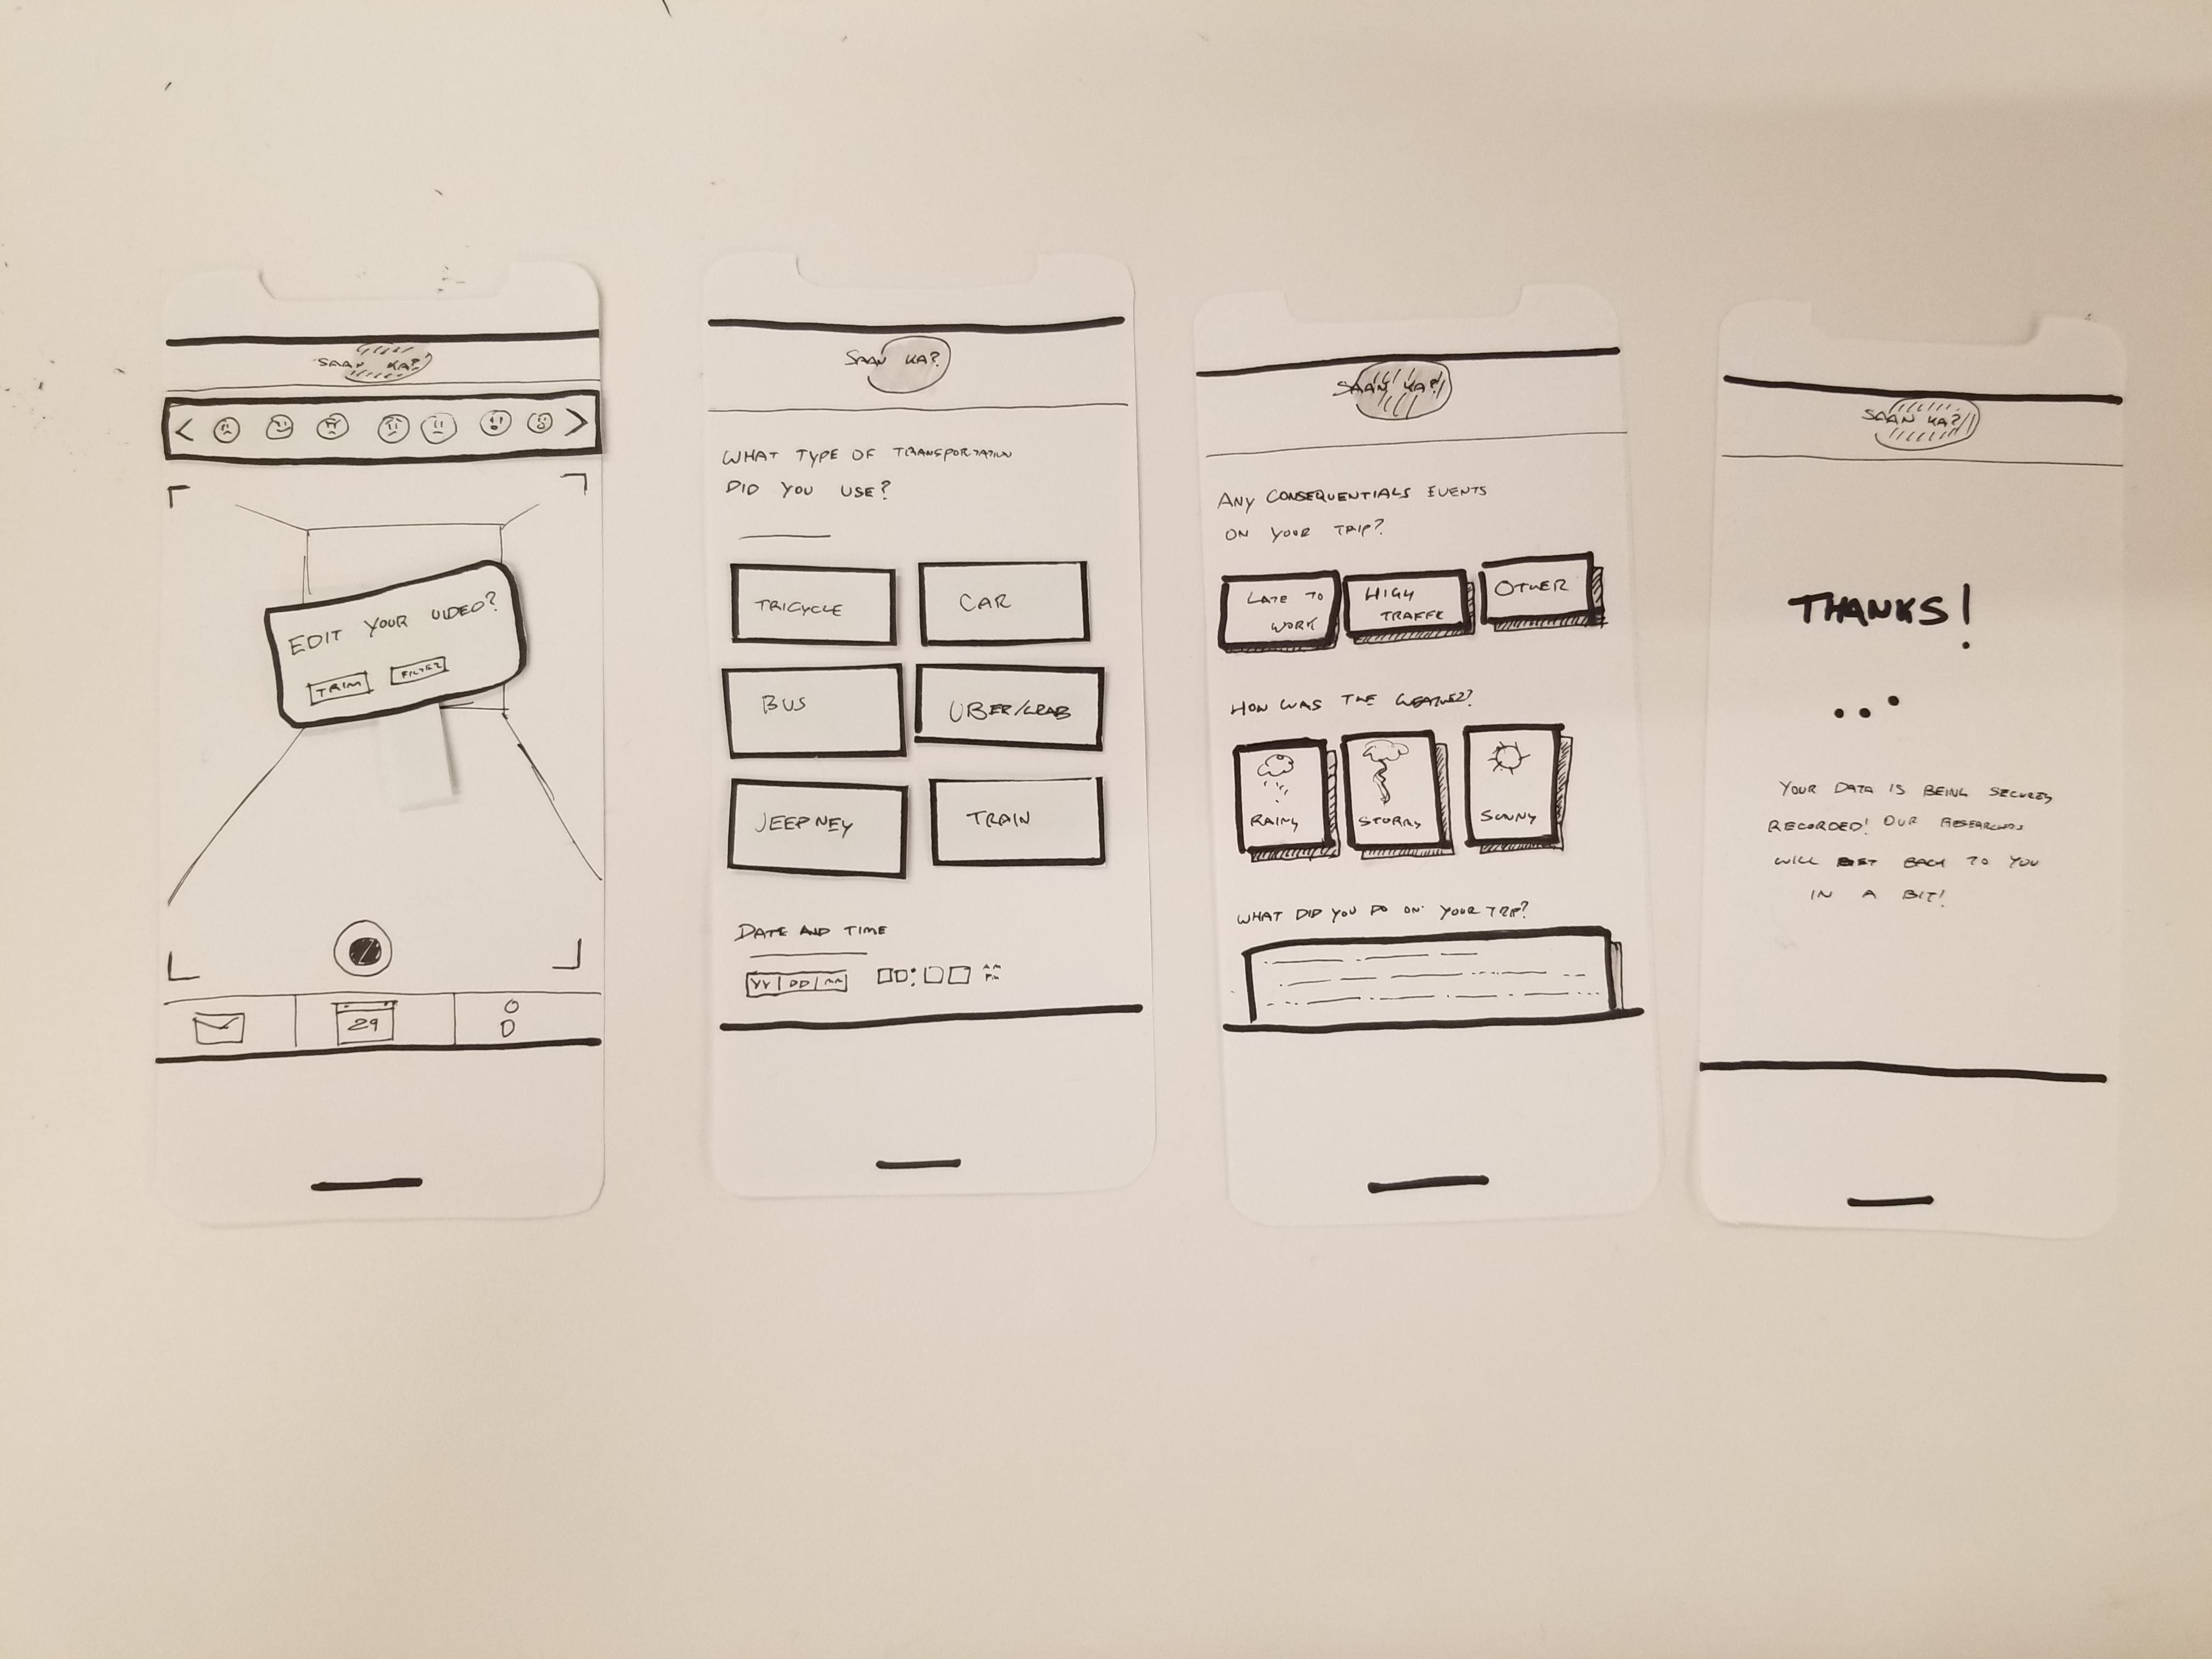 SAAN KA?
EDIT YOUR VIDEO?
TRIM
FILTER
29
SAAN KA?
WHAT TYPE OF TRANSPORTATION
DID YOU USE?
TRICYCLE
CAR
BUS
UBER/GRAB
JEEPNEY
TRAIN
DATE AND TIME
YY DD MM
AM
PM
SAAN KA?
ANY CONSEQUENTIALS EVENTS
ON YOUR TRIP?
LATE TO
WORK
HIGH
TRAFFIC
OTHER
HOW WAS THE WEATHER?
RAINY
STORMY
SUNNY
WHAT DID YOU DO ON YOUR TRIP?
SAAN KA?
THANKS!
YOUR DATA IS BEING
RECORDED! OUR
WILL GET BACK TO YOU
IN A BIT!